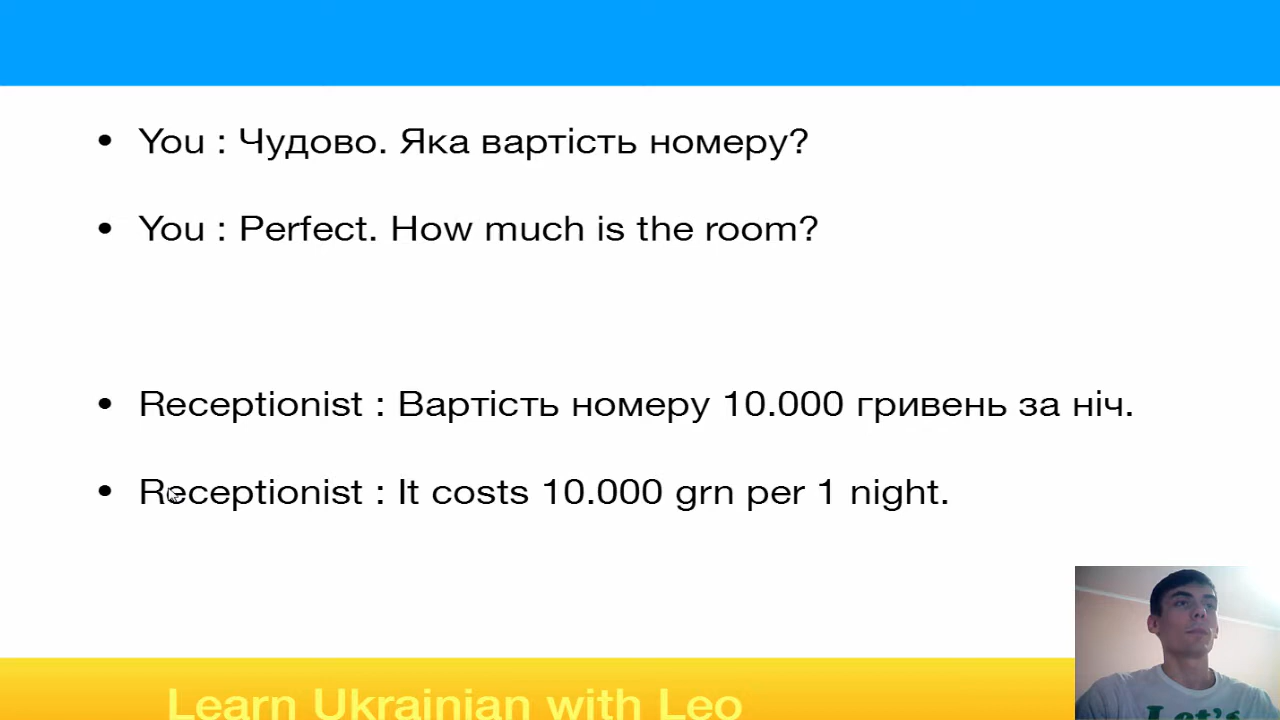 • You : Чудово. Яка вартість номеру?
• You : Perfect. How much is the room?
• Receptionist : Вартість номеру 10.000 гривень за ніч.
• Receptionist : It costs 10.000 grn per 1 night.
Let's
Learn Ukrainian with Leo